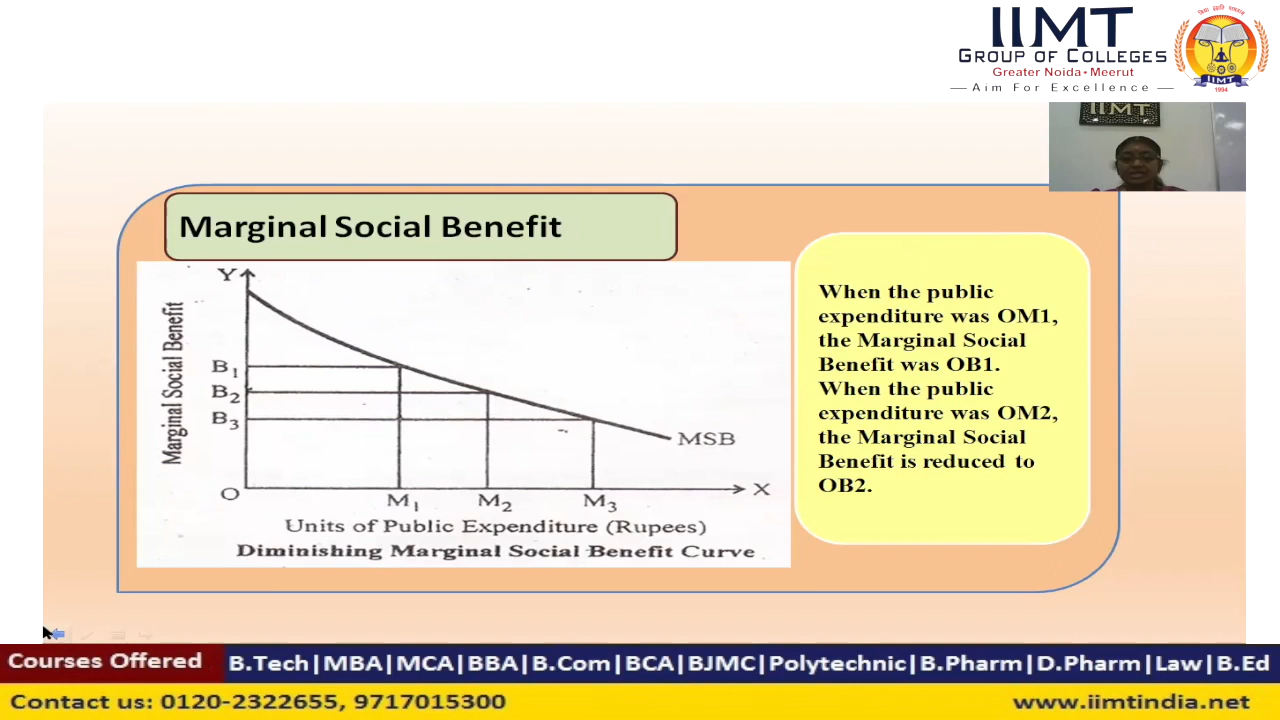 IIMT
GROUP OF COLLEGES
Greater Noida • Meerut
— Aim For Excellence —
IIMT
1994
IIMT
Marginal Social Benefit
Y
Marginal Social Benefit
B1
B2
B3
O
MSB
X
M1 M2 M3
Units of Public Expenditure (Rupees)
Diminishing Marginal Social Benefit Curve
When the public
expenditure was OM1,
the Marginal Social
Benefit was OB1.
When the public
expenditure was OM2,
the Marginal Social
Benefit is reduced to
OB2.
Courses Offered B.Tech|MBA|MCA|BBA|B.Com|BCA|BJMC|Polytechnic|B.Pharm|D.Pharm|Law|B.Ed
Contact us: 0120-2322655, 9717015300 www.iimtindia.net